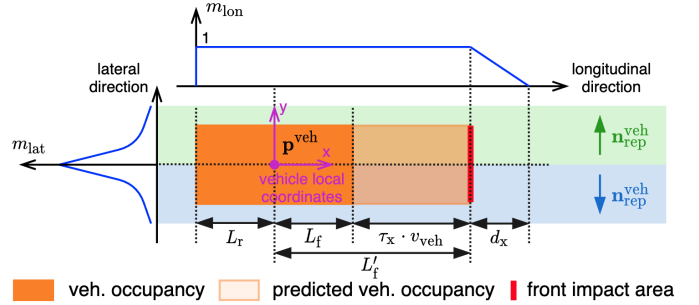 m_lon
1
lateral direction
longitudinal direction
y
p^veh
n_rep^veh
m_lat
x
vehicle local coordinates
n_rep^veh
L_r
L_f
τ_x · v_veh
d_x
L'_f
veh. occupancy
predicted veh. occupancy
front impact area